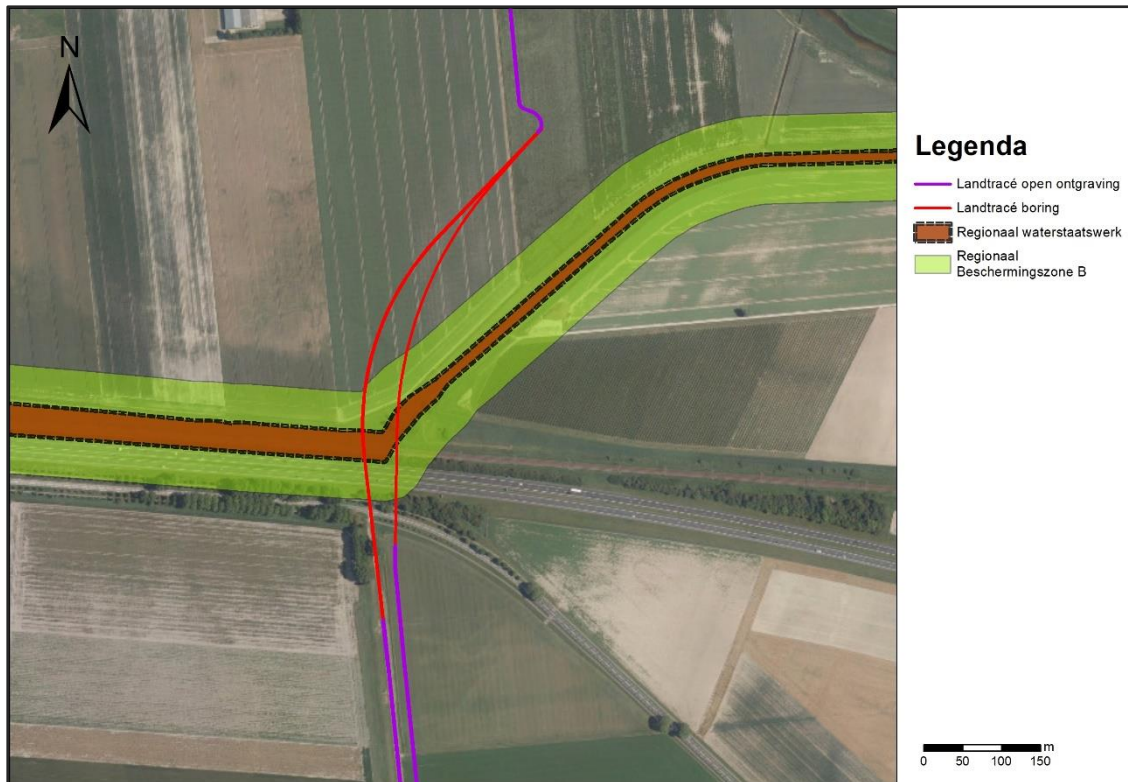 N
Legenda
Landtracé open ontgraving
Landtracé boring
Regionaal waterstaatswerk
Regionaal
Beschermingszone B
m
0 50 100 150